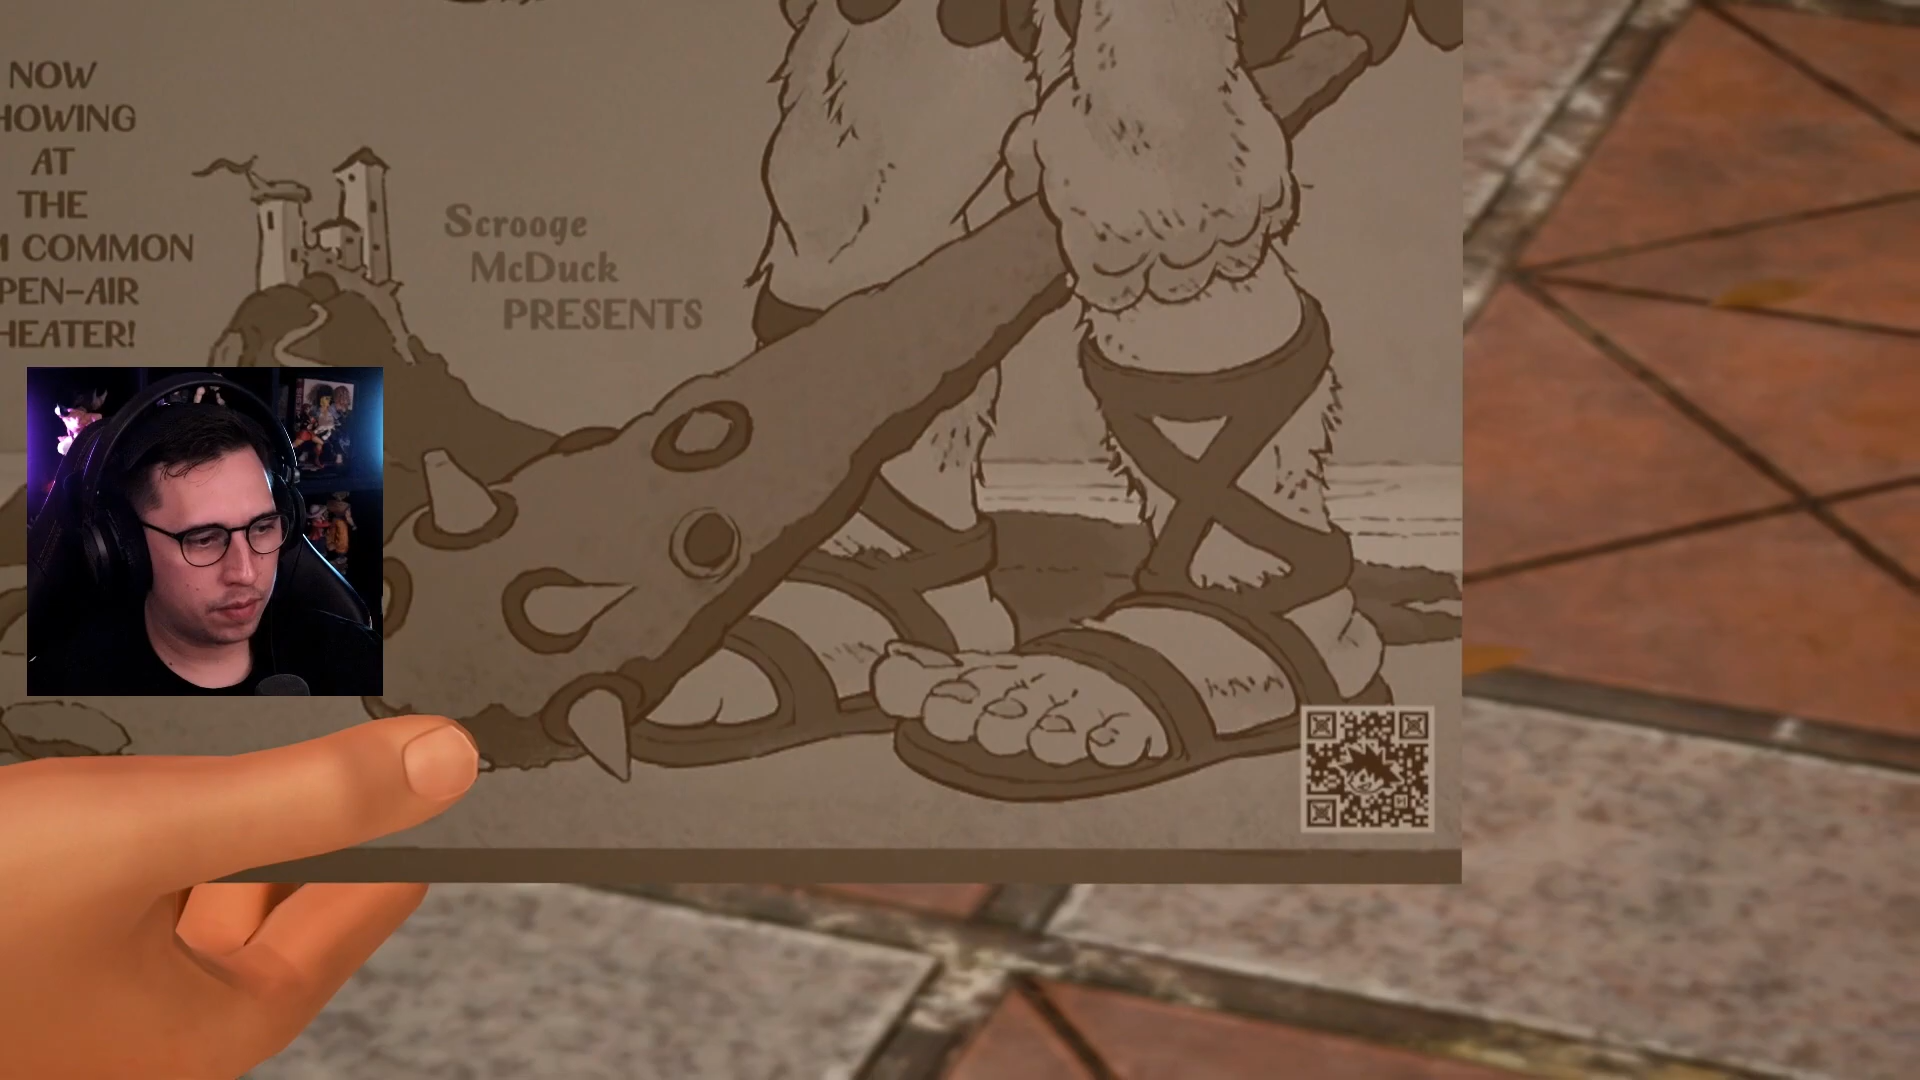 NOW
HOWING
AT
THE
M COMMON
PEN-AIR
HEATER!
Scrooge
McDuck
PRESENTS